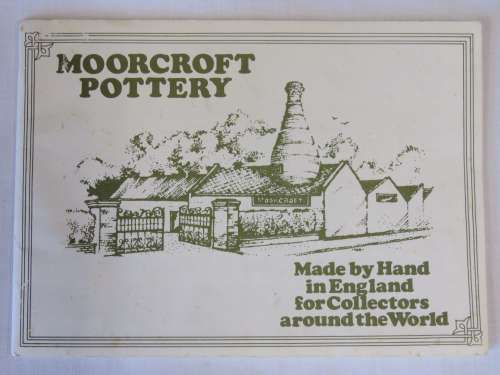 MOORCROFT
POTTERY
MOORCROFT
Made by Hand
in England
for Collectors
around the World